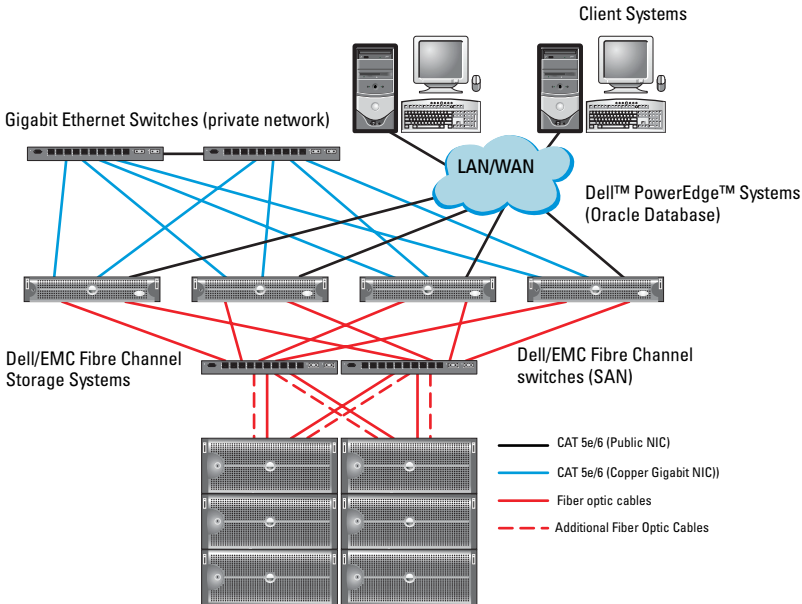 Client Systems
Gigabit Ethernet Switches (private network)
LAN/WAN
Dell™ PowerEdge™ Systems
(Oracle Database)
Dell/EMC Fibre Channel
Storage Systems
Dell/EMC Fibre Channel
switches (SAN)
CAT 5e/6 (Public NIC)
CAT 5e/6 (Copper Gigabit NIC))
Fiber optic cables
Additional Fiber Optic Cables